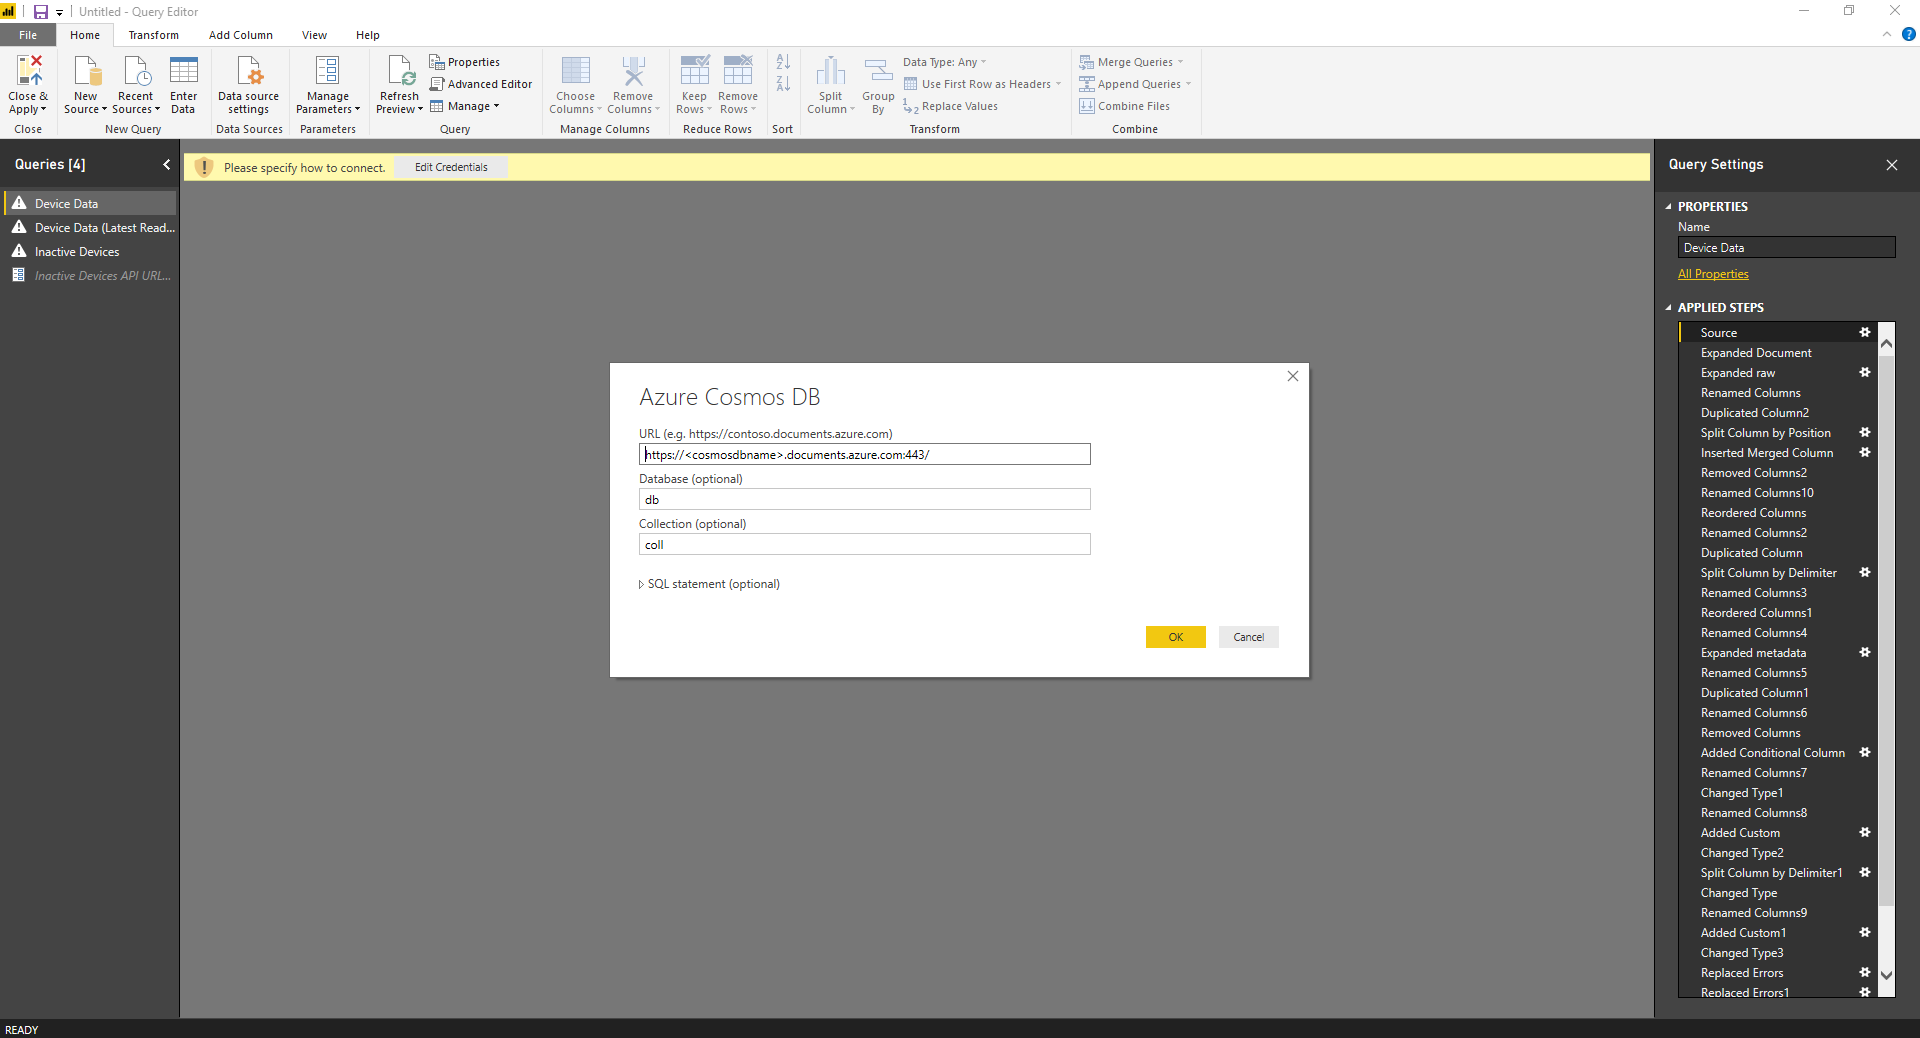 Untitled - Query Editor
File
Home
Transform
Add Column
View
Help
Close & Apply
New Source
Recent Sources
Enter Data
Data source settings
Manage Parameters
Refresh Preview
Properties
Advanced Editor
Manage
Choose Columns
Remove Columns
Keep Rows
Remove Rows
Split Column
Group By
Data Type: Any
Use First Row as Headers
Replace Values
Merge Queries
Append Queries
Combine Files
Close
New Query
Data Sources
Parameters
Query
Manage Columns
Reduce Rows
Sort
Transform
Combine
Queries [4]
Device Data
Device Data (Latest Read...
Inactive Devices
Inactive Devices API URL...
Please specify how to connect.
Edit Credentials
Azure Cosmos DB
URL (e.g. https://contoso.documents.azure.com)
https://<cosmosdbname>.documents.azure.com:443/
Database (optional)
db
Collection (optional)
coll
SQL statement (optional)
OK
Cancel
Query Settings
PROPERTIES
Name
Device Data
All Properties
APPLIED STEPS
Source
Expanded Document
Expanded raw
Renamed Columns
Duplicated Column2
Split Column by Position
Inserted Merged Column
Removed Columns2
Renamed Columns10
Reordered Columns
Renamed Columns2
Duplicated Column
Split Column by Delimiter
Renamed Columns3
Reordered Columns1
Renamed Columns4
Expanded metadata
Renamed Columns5
Duplicated Column1
Renamed Columns6
Removed Columns
Added Conditional Column
Renamed Columns7
Changed Type1
Renamed Columns8
Added Custom
Changed Type2
Split Column by Delimiter1
Changed Type
Renamed Columns9
Added Custom1
Changed Type3
Replaced Errors
Replaced Errors1
READY